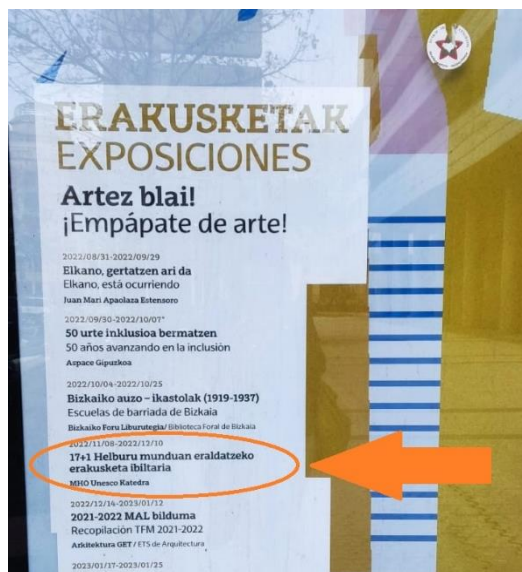 ERAKUSKETAK
EXPOSICIONES
Artez blai!
¡Empápate de arte!
2022/08/31-2022/09/29
Elkano, gertatzen ari da
Elkano, está ocurriendo
Juan Mari Apaolaza Estensoro
2022/09/30-2022/10/07*
50 urte inklusioa bermatzen
50 años avanzando en la inclusión
Aspace Gipuzkoa
2022/10/04-2022/10/25
Bizkaiko auzo – ikastolak (1919-1937)
Escuelas de barriada de Bizkaia
Bizkaiko Foru Liburutegia/Biblioteca Foral de Bizkaia
2022/11/08-2022/12/10
17+1 Helburu munduan eraldatzeko
erakusketa ibiltaria
MHO Unesco Katedra
2022/12/14-2023/01/12
2021-2022 MAL bilduma
Recopilación TFM 2021-2022
Arkitektura GET/ETS de Arquitectura
2023/01/17-2023/01/25